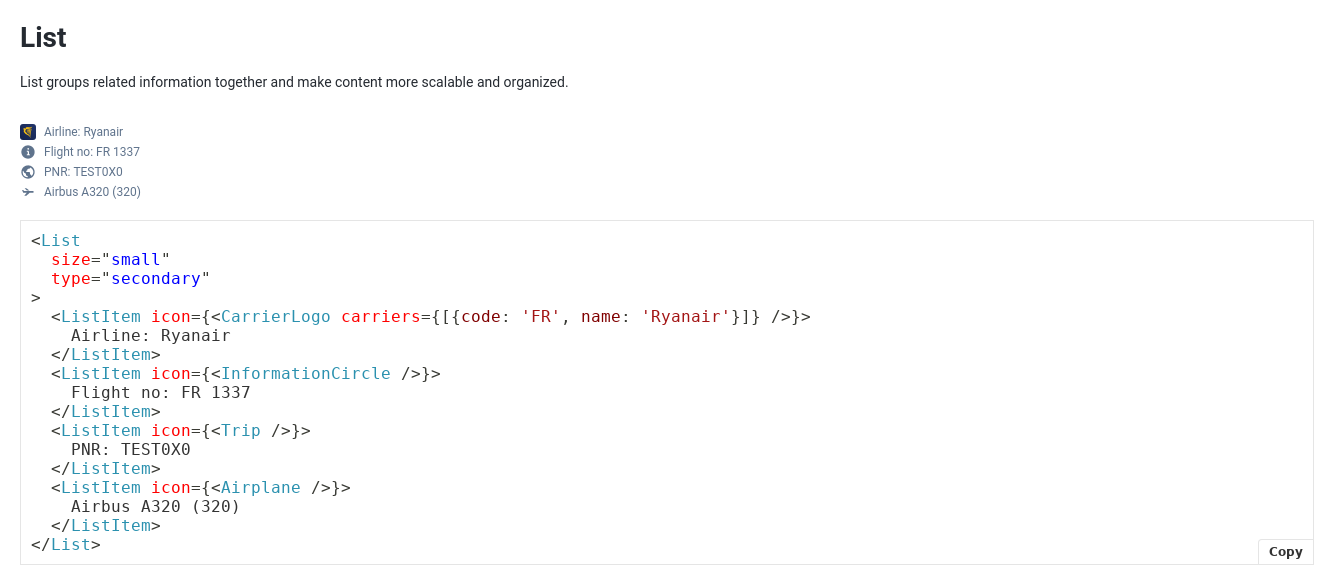 List
List groups related information together and make content more scalable and organized.
Airline: Ryanair
Flight no: FR 1337
PNR: TEST0X0
Airbus A320 (320)
<List
  size="small"
  type="secondary"
>
  <ListItem icon={<CarrierLogo carriers={[{code: 'FR', name: 'Ryanair'}]} />}>
    Airline: Ryanair
  </ListItem>
  <ListItem icon={<InformationCircle />}>
    Flight no: FR 1337
  </ListItem>
  <ListItem icon={<Trip />}>
    PNR: TEST0X0
  </ListItem>
  <ListItem icon={<Airplane />}>
    Airbus A320 (320)
  </ListItem>
</List>
Copy